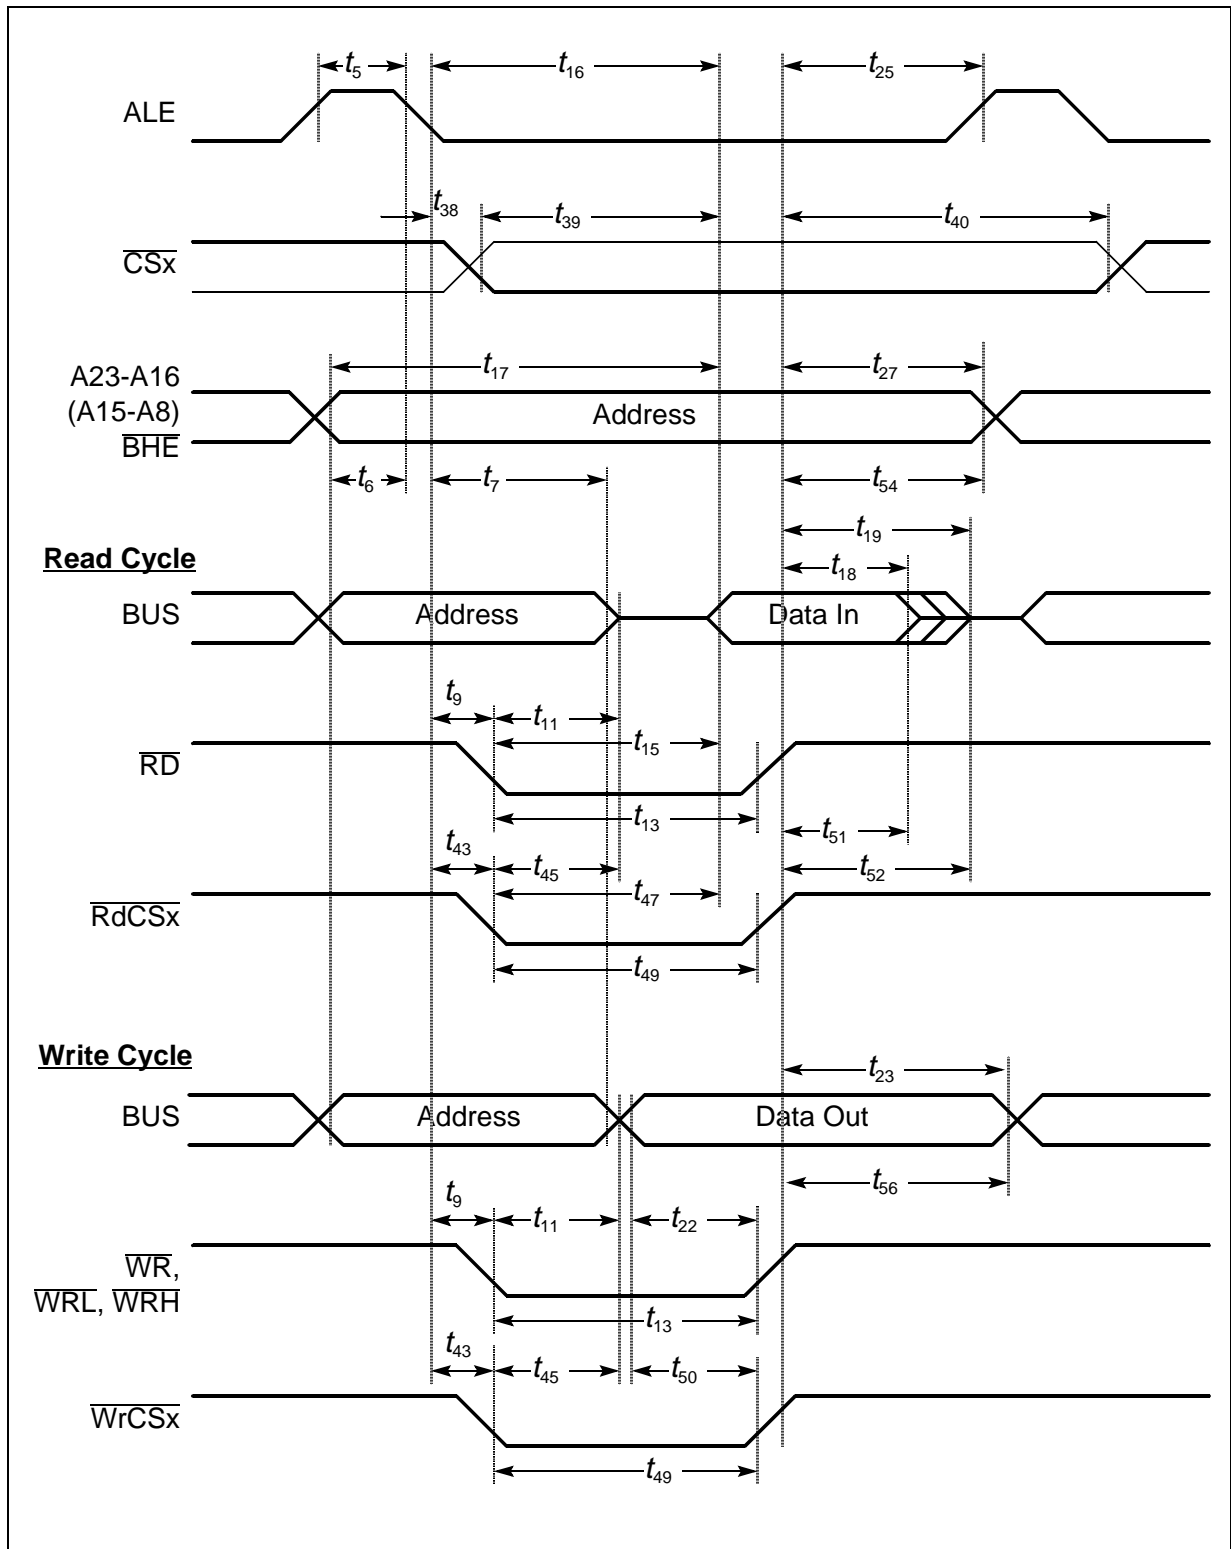 t5 t16 t25
ALE
t38 t39 t40
CSx
t17 t27
A23-A16
(A15-A8) Address
BHE
t6 t7 t54
t19
Read Cycle t18
BUS Address Data In
t9 t11
t15
RD
t13 t51
t43 t45 t52
t47
RdCSx
t49
Write Cycle
t23
BUS Address Data Out
t56
t9 t11 t22
WR,
WRL, WRH
t13
t43 t45 t50
WrCSx
t49